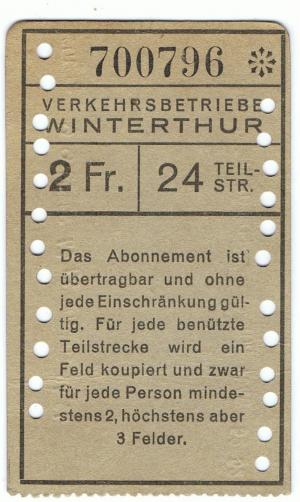 700796 ❊
VERKEHRSBETRIEBE
WINTERTHUR
2 Fr. 24 TEIL-
STR.
Das Abonnement ist
übertragbar und ohne
jede Einschränkung gül-
tig. Für jede benützte
Teilstrecke wird ein
Feld koupiert und zwar
für jede Person minde-
stens 2, höchstens aber
3 Felder.